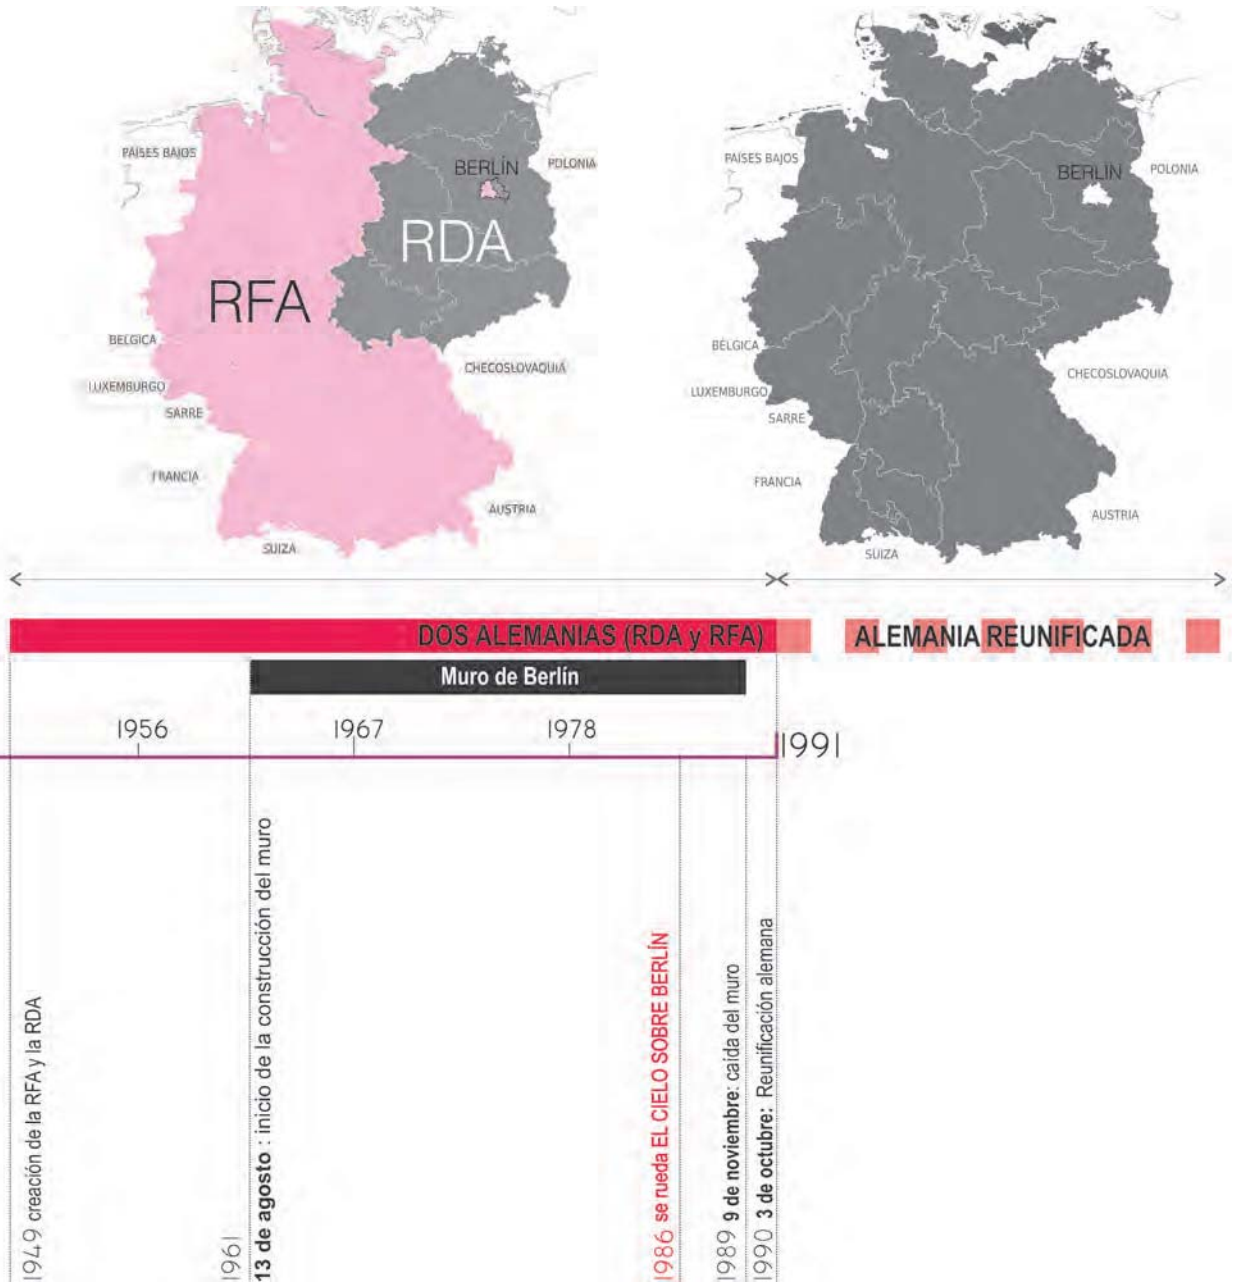 PAÍSES BAJOS
BERLÍN
POLONIA
RDA
RFA
BELGICA
LUXEMBURGO
SARRE
CHECOSLOVAQUIA
FRANCIA
AUSTRIA
SUIZA
PAÍSES BAJOS
BERLÍN
POLONIA
BÉLGICA
LUXEMBURGO
SARRE
CHECOSLOVAQUIA
FRANCIA
AUSTRIA
SUIZA
DOS ALEMANIAS (RDA y RFA)
ALEMANIA REUNIFICADA
Muro de Berlín
1956
1967
1978
1991
1949 creación de la RFA y la RDA
1961
13 de agosto : inicio de la construcción del muro
1986 se rueda EL CIELO SOBRE BERLÍN
1989 9 de noviembre: caida del muro
1990 3 de octubre: Reunificación alemana